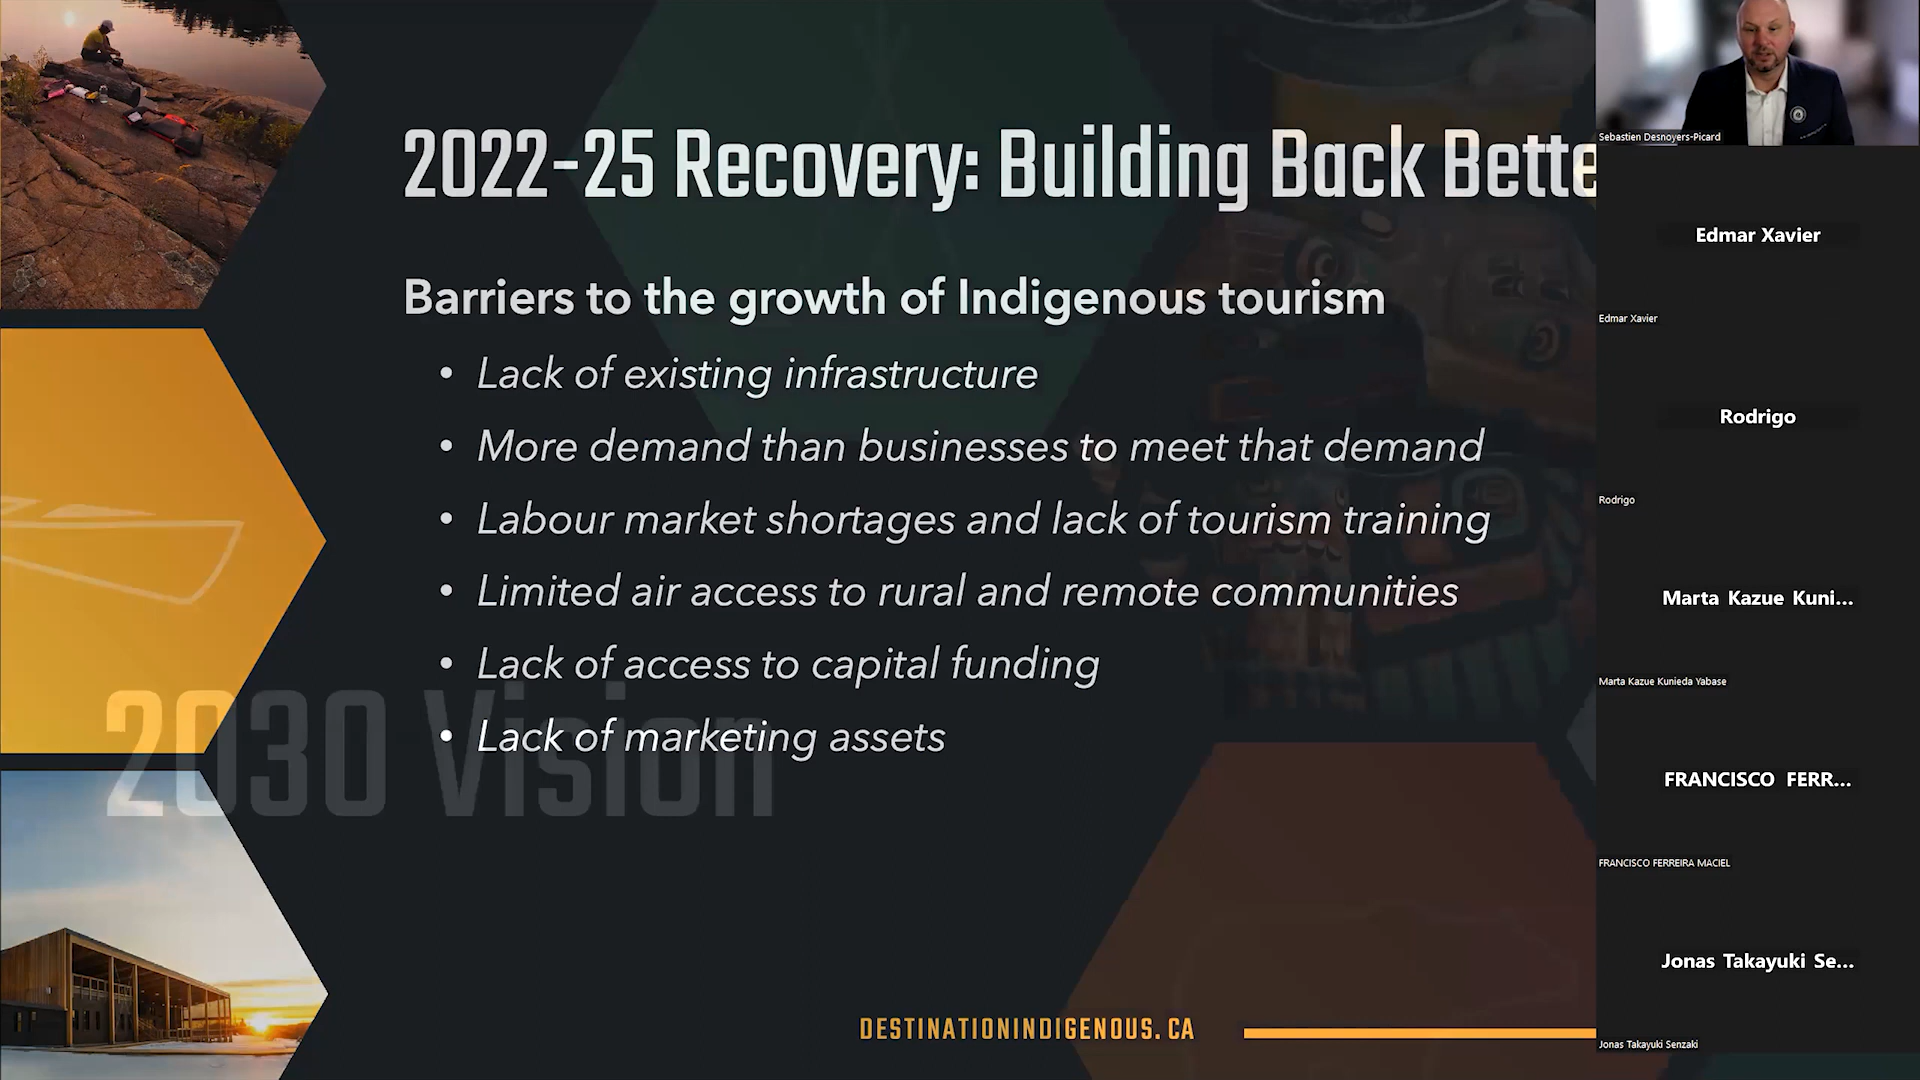 2022-25 Recovery: Building Back Bette
Barriers to the growth of Indigenous tourism
• Lack of existing infrastructure
• More demand than businesses to meet that demand
• Labour market shortages and lack of tourism training
• Limited air access to rural and remote communities
• Lack of access to capital funding
• Lack of marketing assets
2030 Vision
DESTINATIONINDIGENOUS.CA
Sebastien Desnoyers-Picard
Edmar Xavier
Edmar Xavier
Rodrigo
Rodrigo
Marta Kazue Kuni...
Marta Kazue Kunieda Yabase
FRANCISCO FERR...
FRANCISCO FERREIRA MACIEL
Jonas Takayuki Se...
Jonas Takayuki Senzaki